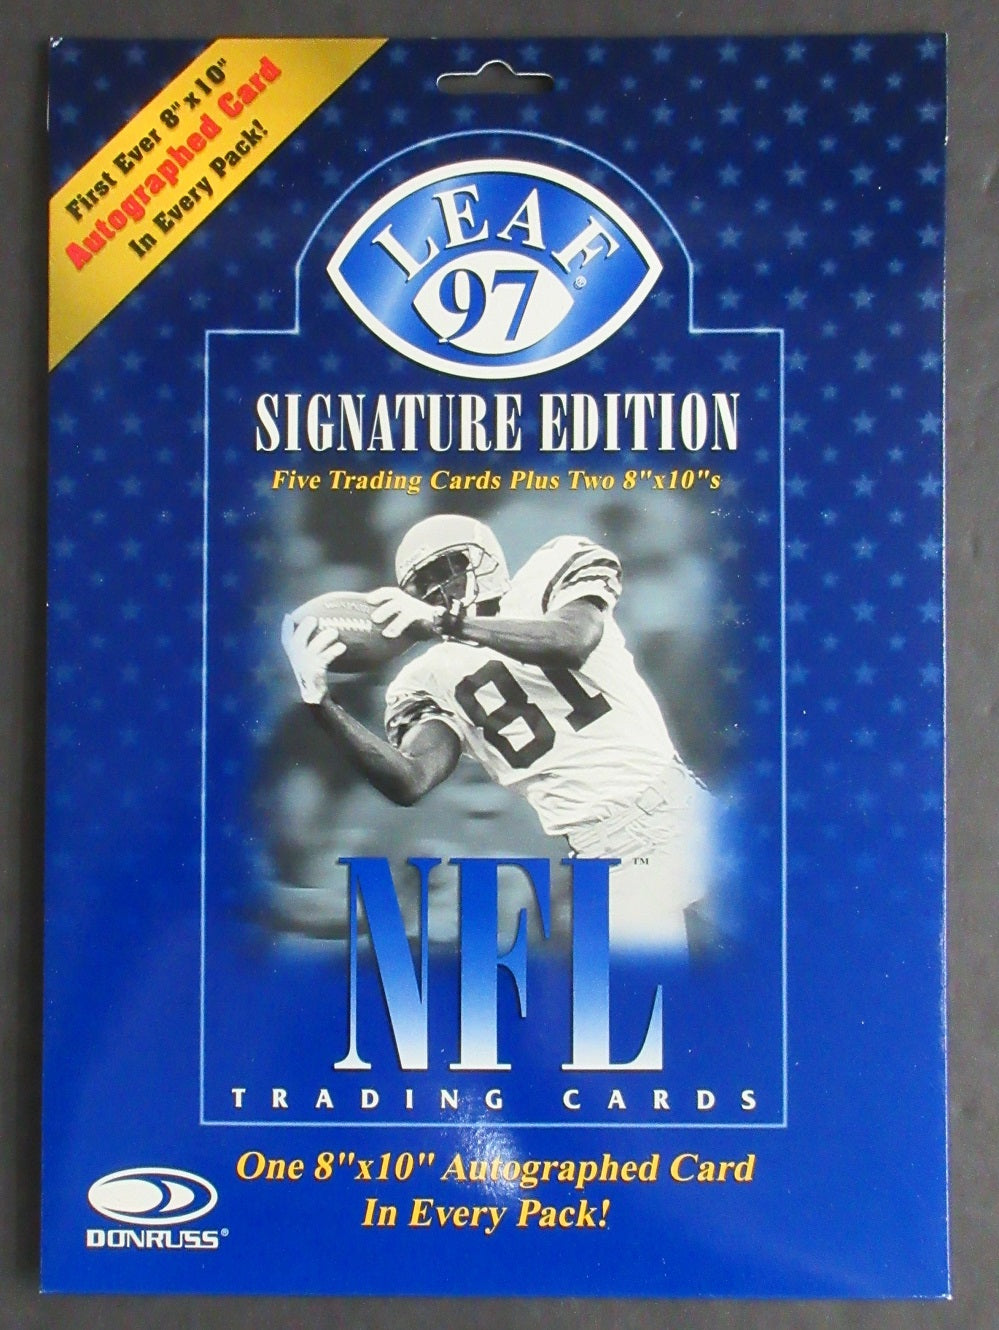 First Ever 8"x10"
Autographed Card
In Every Pack!
LEAF®
97
SIGNATURE EDITION
Five Trading Cards Plus Two 8"x10"s
81
NFL™
TRADING CARDS
One 8"x10" Autographed Card
In Every Pack!
DONRUSS®